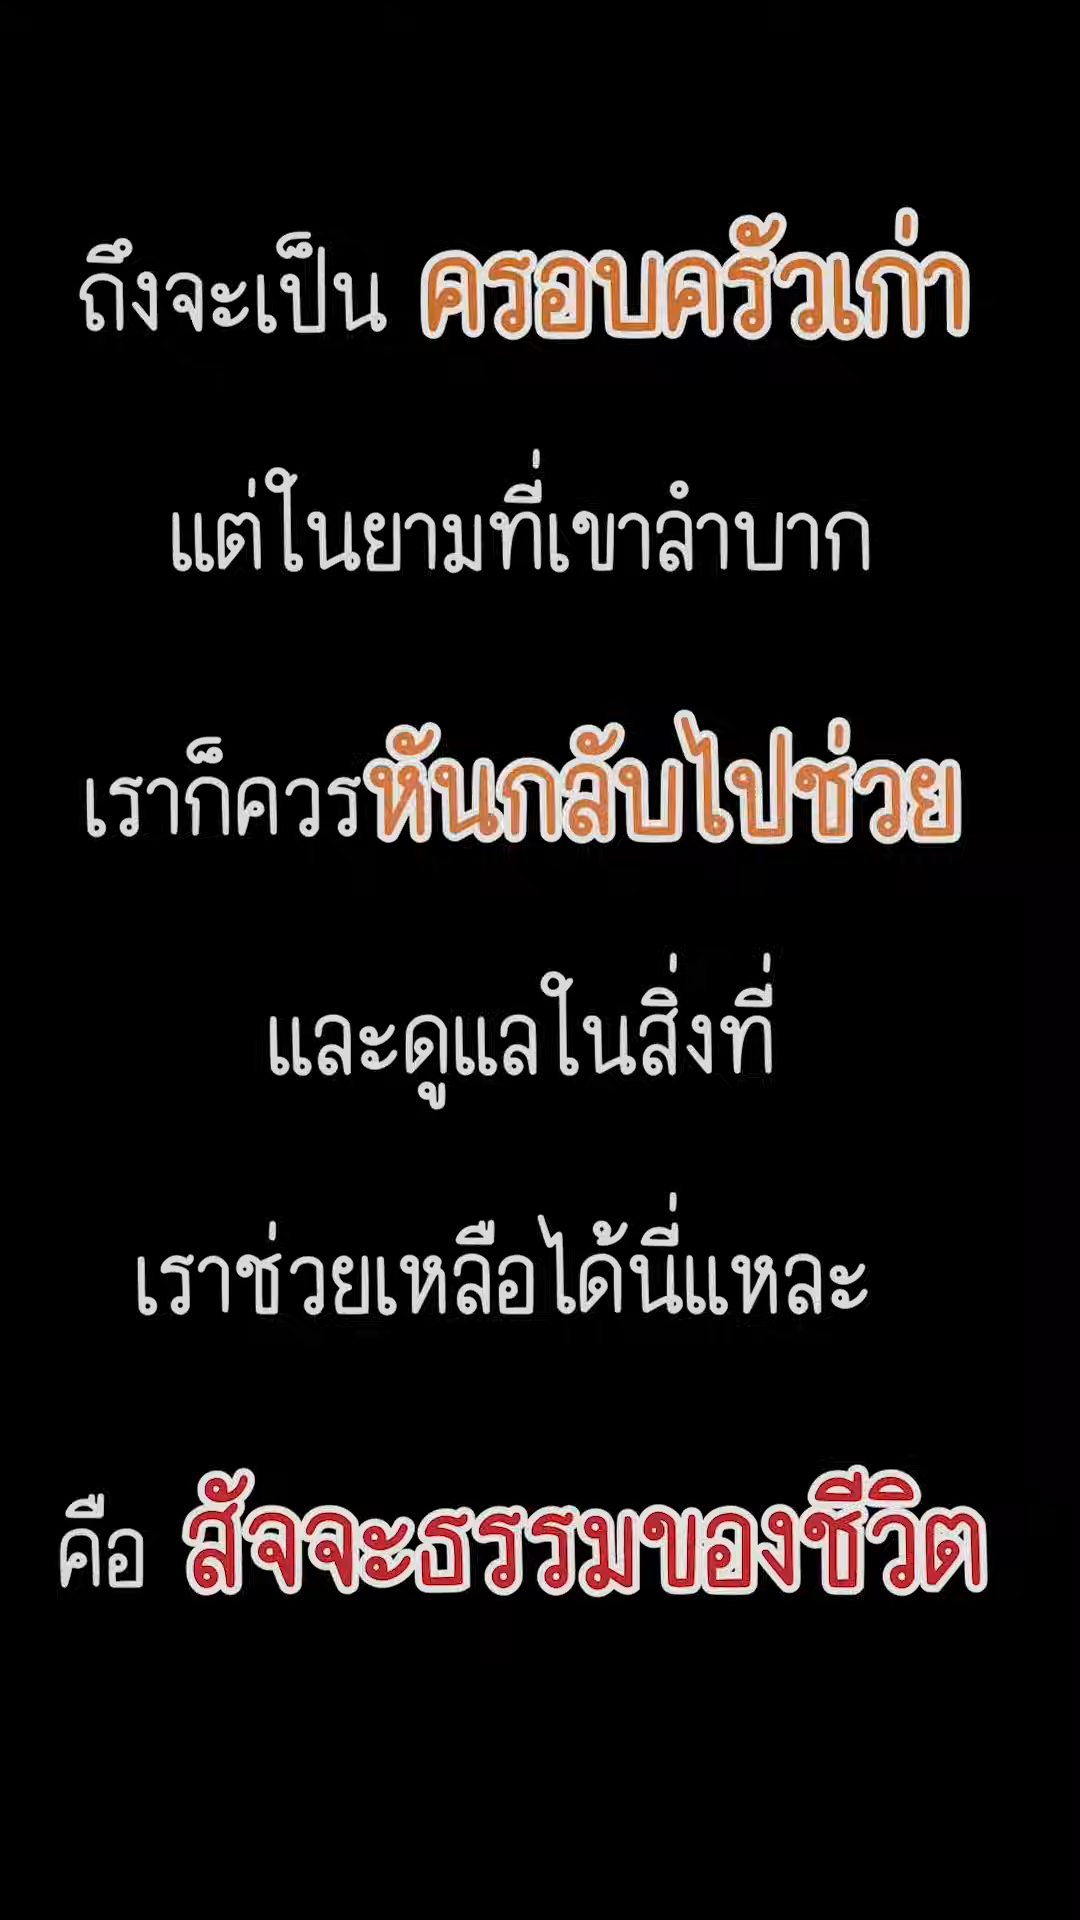 ถึงจะเป็น ครอบครัวเก่า
แต่ในยามที่เขาลำบาก
เราก็ควรหันกลับไปช่วย
และดูแลในสิ่งที่
เราช่วยเหลือได้นี่แหละ
คือ สัจจะธรรมของชีวิต